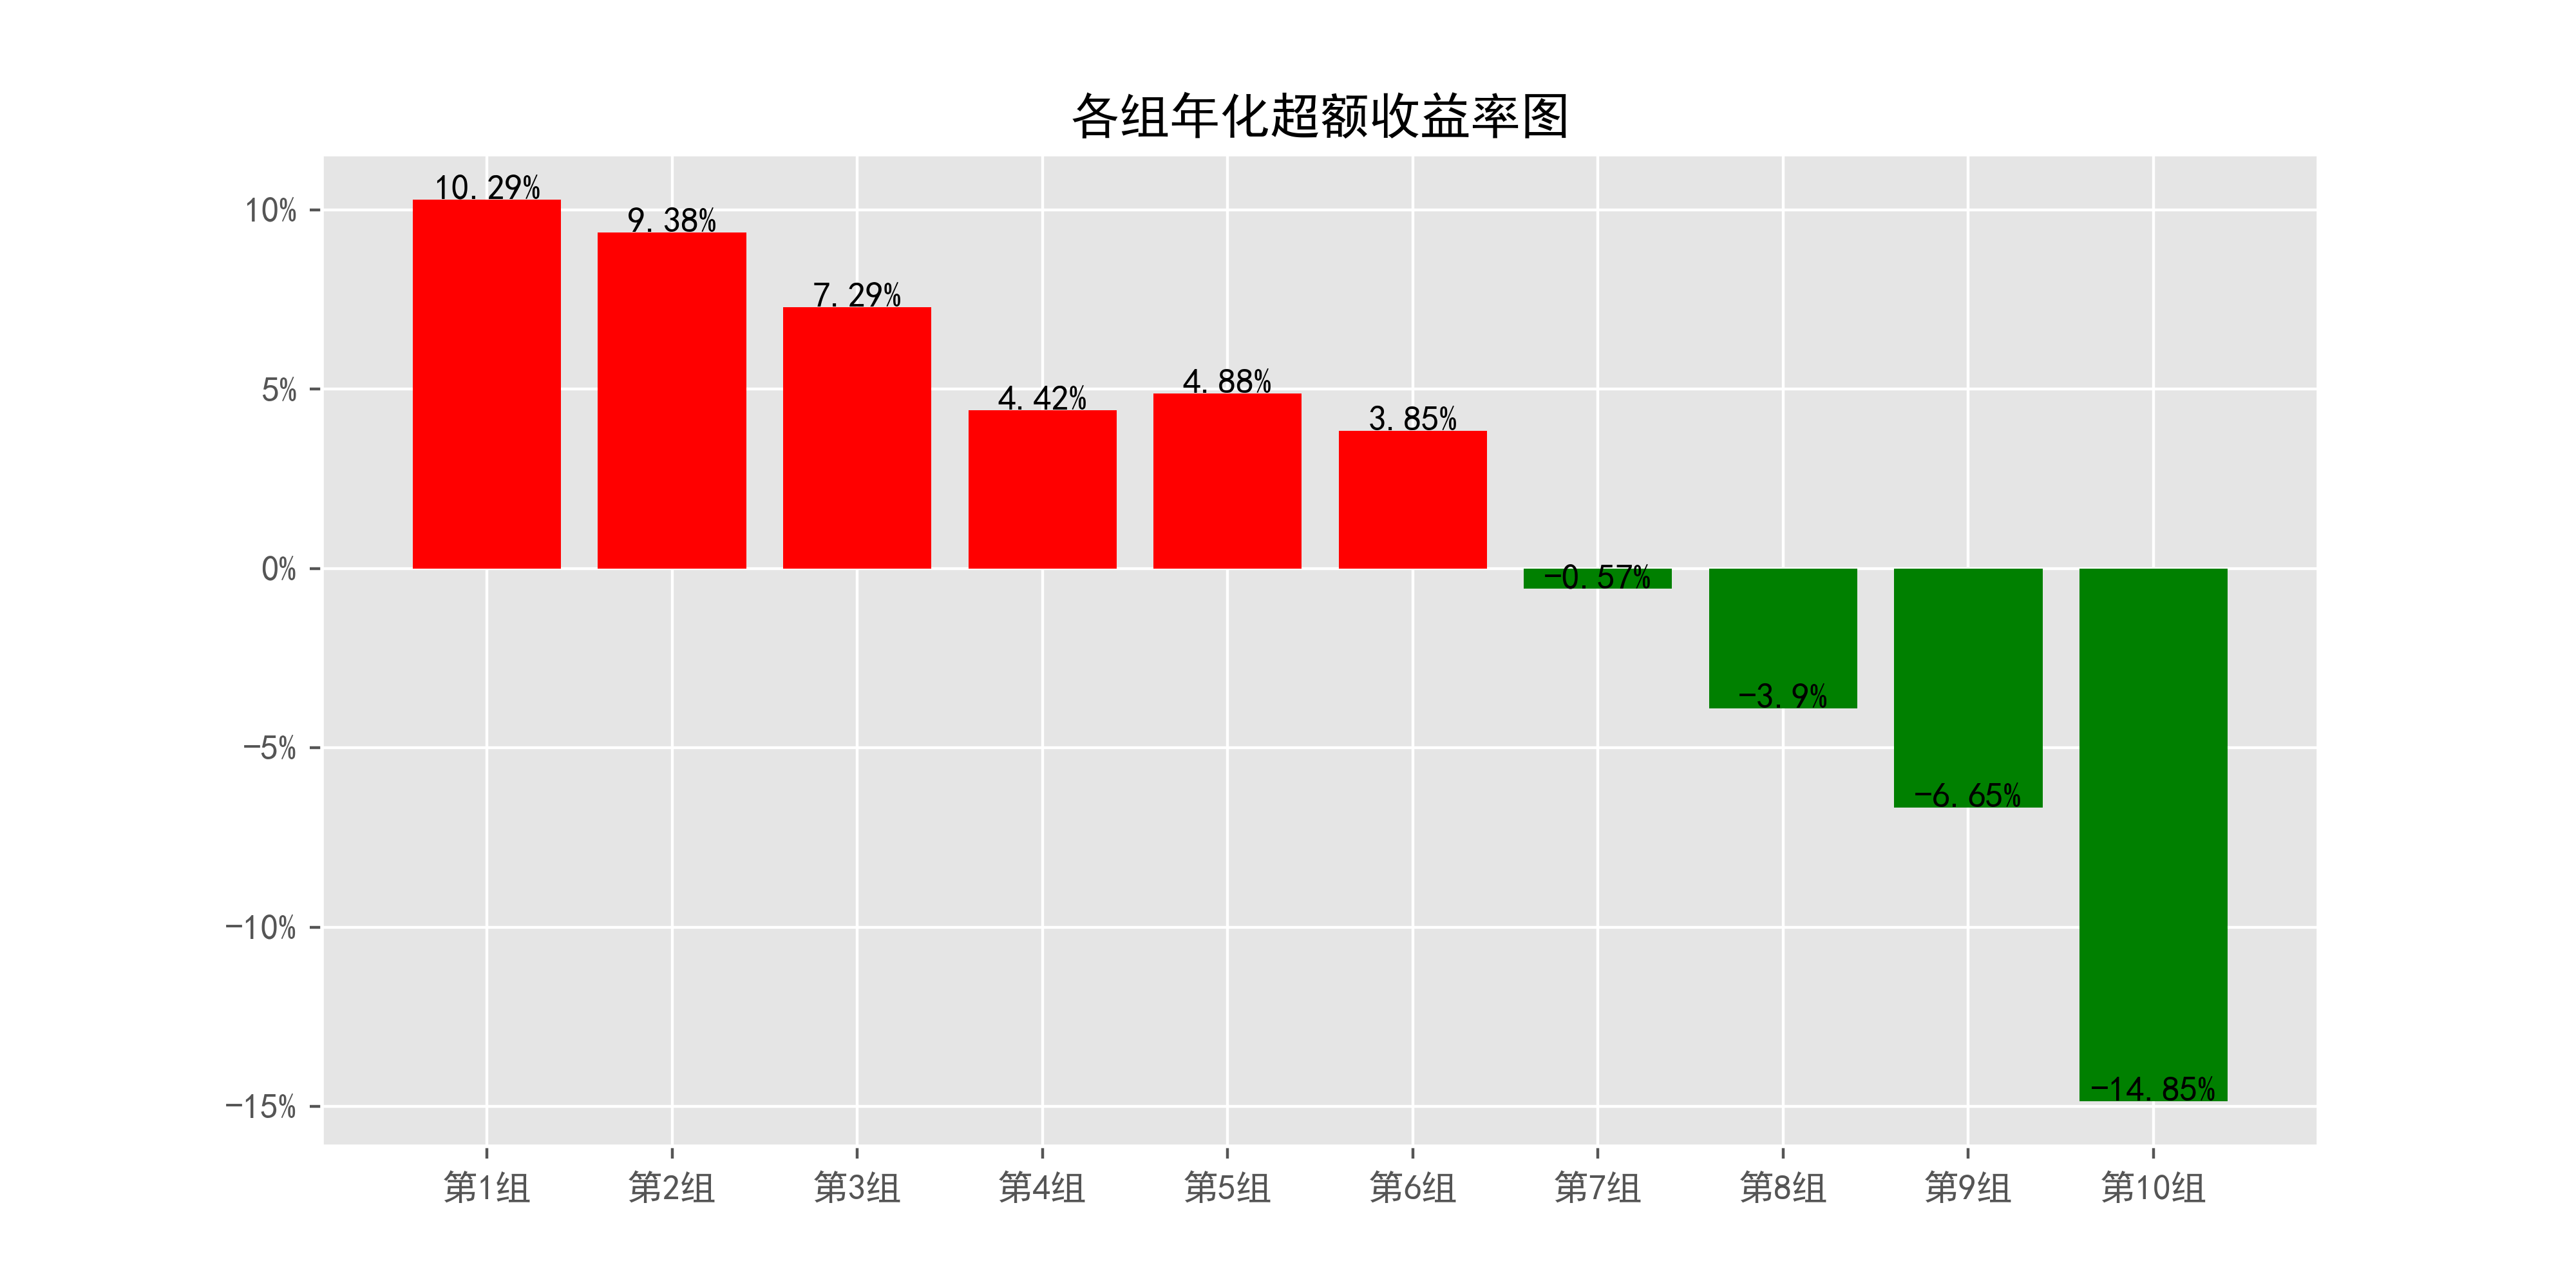 各组年化超额收益率图
10.29%
9.38%
7.29%
4.42%
4.88%
3.85%
−0.57%
−3.9%
−6.65%
−14.85%
10%
5%
0%
−5%
−10%
−15%
第1组
第2组
第3组
第4组
第5组
第6组
第7组
第8组
第9组
第10组